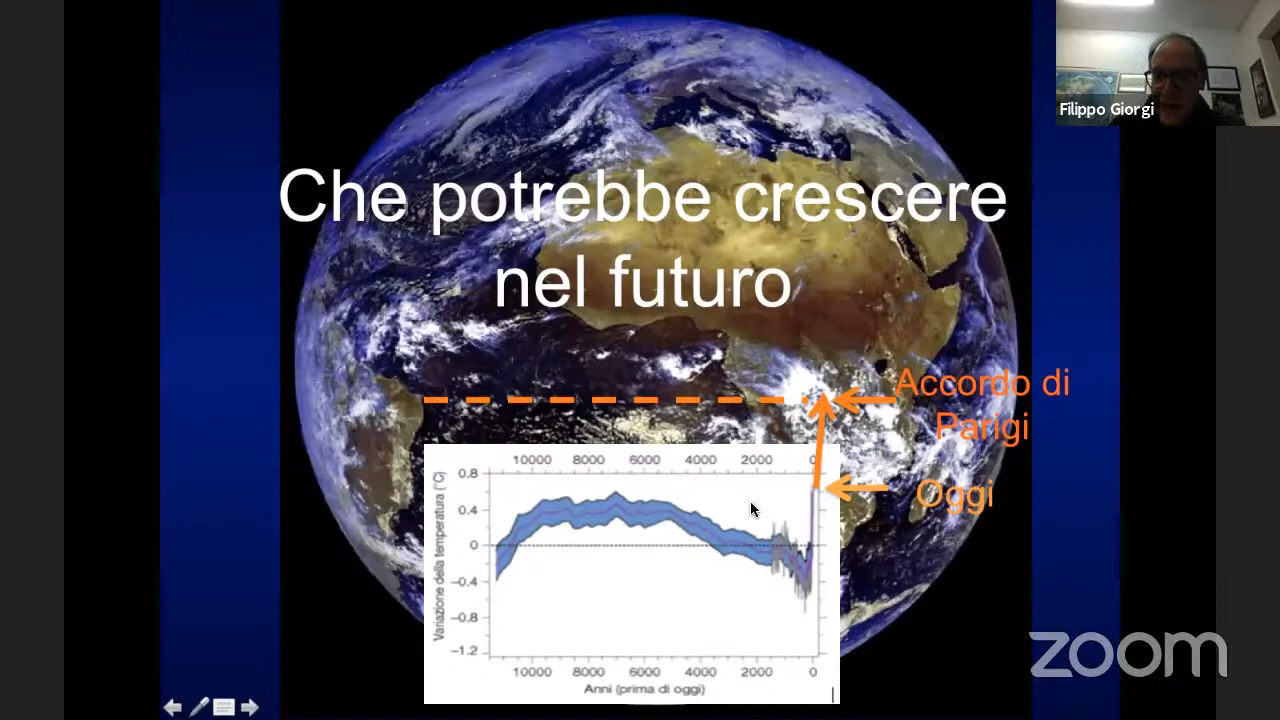 Filippo Giorgi
Che potrebbe crescere
nel futuro
Accordo di
Parigi
Oggi
10000 8000 6000 4000 2000 0
0.8
0.4
0
−0.4
−0.8
−1.2
Variazione della temperatura (°C)
10000 8000 6000 4000 2000 0
Anni (prima di oggi)
zoom